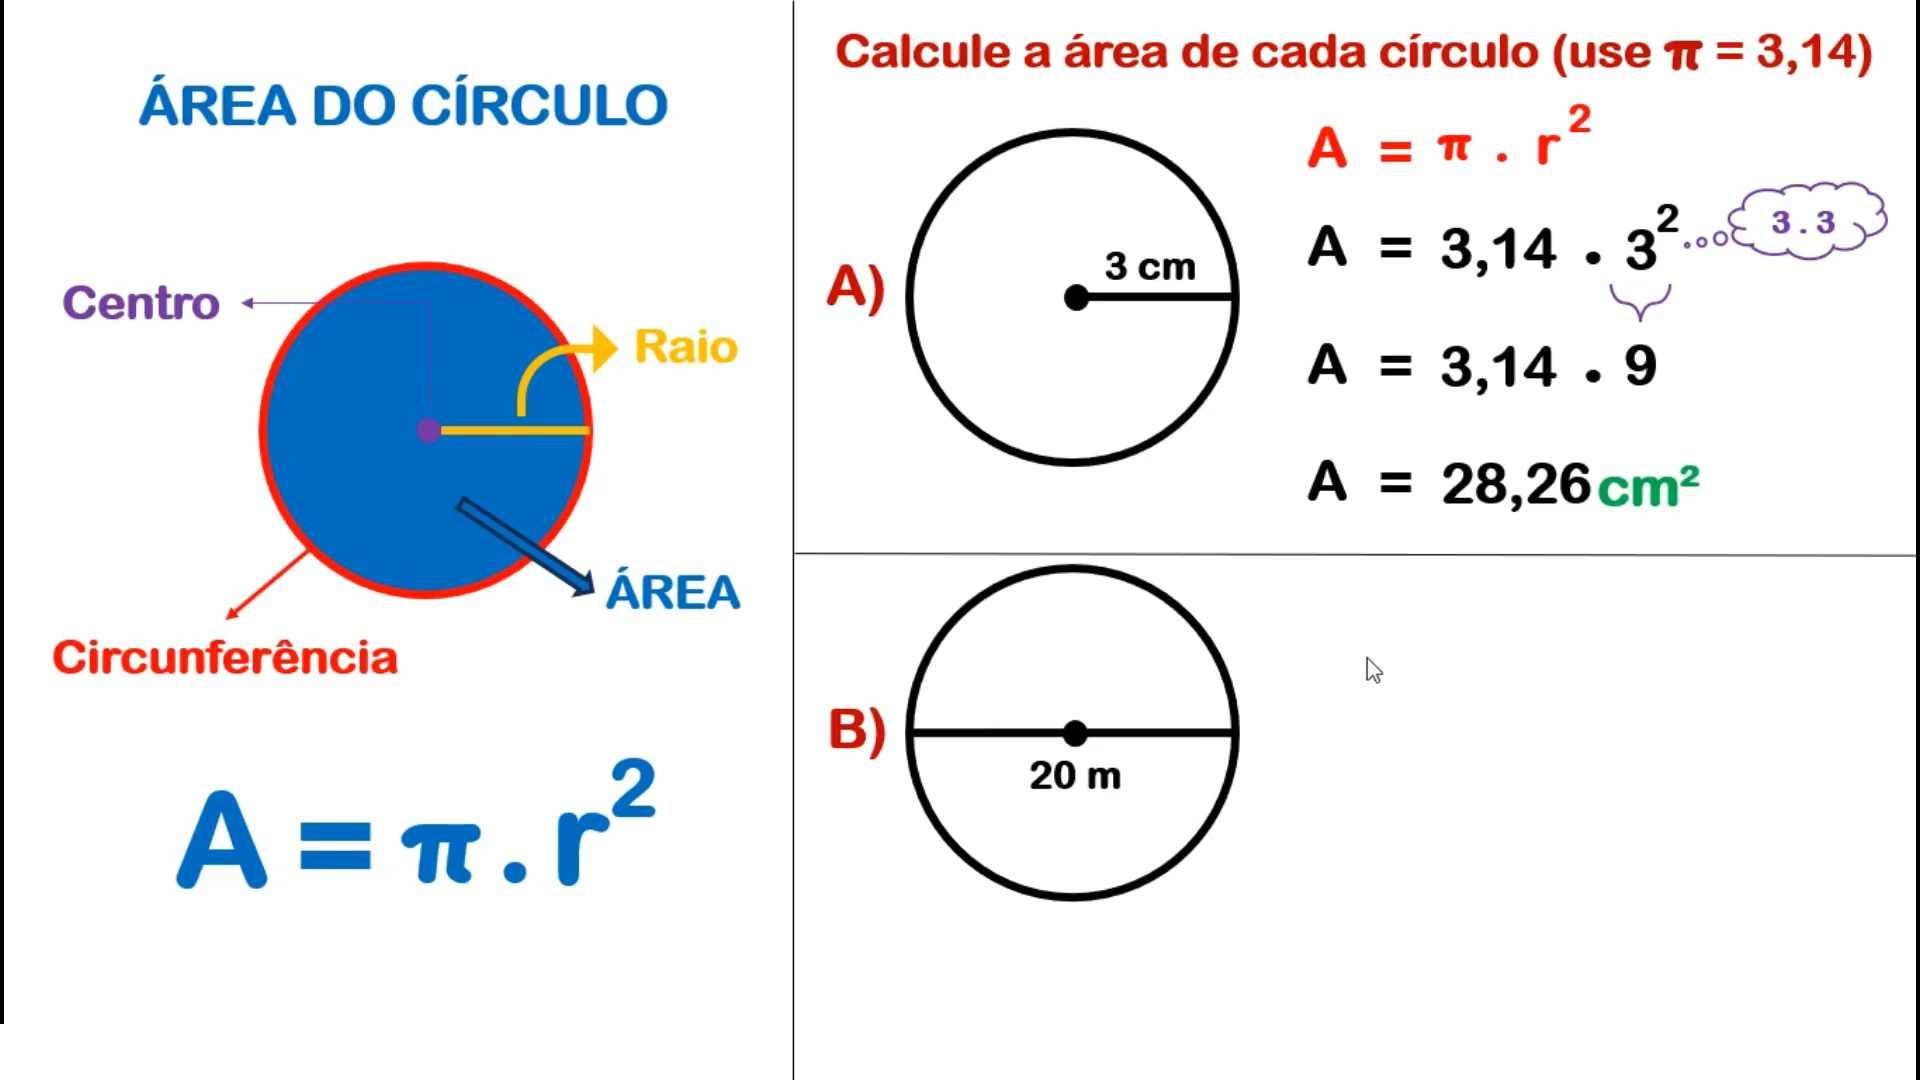 ÁREA DO CÍRCULO
Centro
Raio
ÁREA
Circunferência
A = π . r²
Calcule a área de cada círculo (use π = 3,14)
A)
3 cm
A = π . r²
A = 3,14 . 3²
3 . 3
A = 3,14 . 9
A = 28,26 cm²
B)
20 m